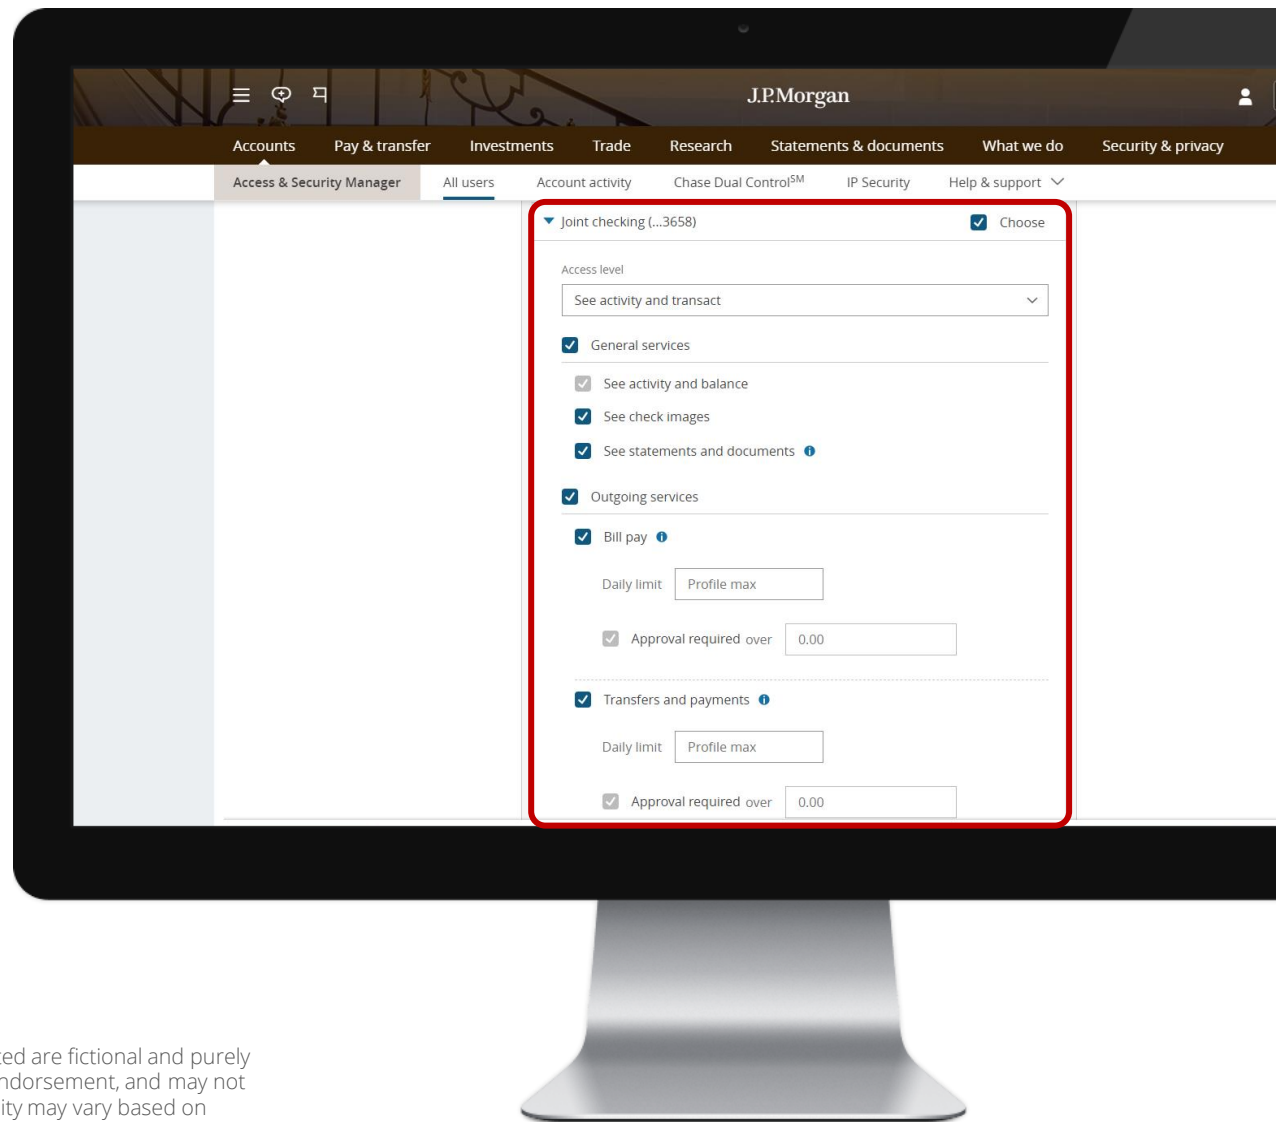 J.P.Morgan
Accounts Pay & transfer Investments Trade Research Statements & documents What we do Security & privacy
Access & Security Manager All users Account activity Chase Dual Control℠ IP Security Help & support
Joint checking (...3658) Choose
Access level
See activity and transact
General services
See activity and balance
See check images
See statements and documents
Outgoing services
Bill pay
Daily limit Profile max
Approval required over 0.00
Transfers and payments
Daily limit Profile max
Approval required over 0.00
ed are fictional and purely
ndorsement, and may not
ity may vary based on